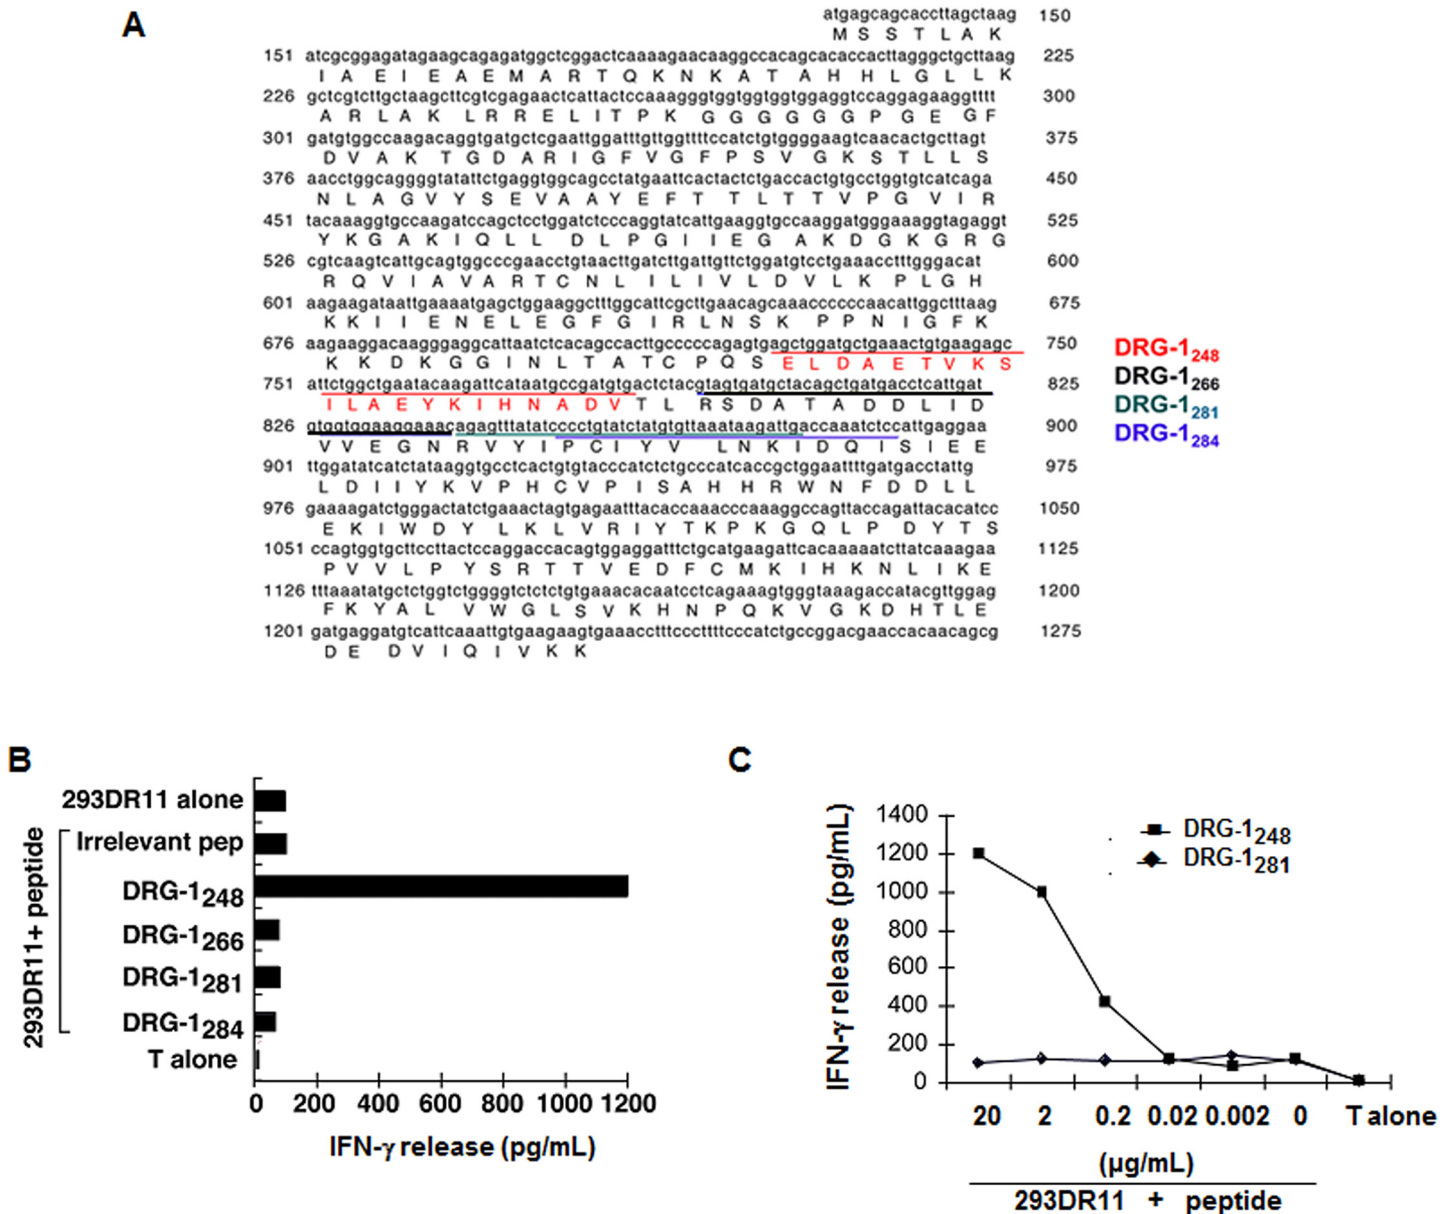 A
atgagcagcaccttagctaag 150
M S S T L A K
151 atcgcggagatagaagcagagatggctcggactcaaaagaacaaggccacagcacaccacttagggctgcttaag 225
I A E I E A E M A R T Q K N K A T A H H L G L L K
226 gctcgtcttgctaagcttcgtcgagaactcattactccaaagggtggtggtggtggaggtccaggagaaggtttt 300
A R L A K L R R E L I T P K G G G G G G P G E G F
301 gatgtggccaagacaggtgatgctcgaattggatttgttggttttccatctgtggggaagtcaacactgcttagt 375
D V A K T G D A R I G F V G F P S V G K S T L L S
376 aacctggcaggggtatattctgaggtggcagcctatgaattcactactctgaccactgtgcctggtgtcatcaga 450
N L A G V Y S E V A A Y E F T T L T T V P G V I R
451 tacaaaggtgccaagatccagctcctggatctcccaggtatcattgaaggtgccaaggatgggaaaggtagaggt 525
Y K G A K I Q L L D L P G I I E G A K D G K G R G
526 cgtcaagtcattgcagtggcccgaacctgtaacttgatcttgattgttctggatgtcctgaaacctttgggacat 600
R Q V I A V A R T C N L I L I V L D V L K P L G H
601 aagaagataattgaaaatgagctggaaggctttggcattcgcttgaacagcaaacccccccaacattggctttaag 675
K K I I E N E L E G F G I R L N S K P P N I G F K
676 aagaaggacaagggaggcattaatctcacagccacttgcccccagagtgagctggatgctgaaactgtgaagagc 750
K K D K G G I N L T A T C P Q S E L D A E T V K S
751 attctggctgaatacaagattcataatgccgatgtgactctacgtagtgatgctacagctgatgacctcattgat 825
I L A E Y K I H N A D V T L R S D A T A D D L I D
826 gtggtggaaggaaacagagtttatatcccctgtatctatgtgttaaataagattgaccaaatctccattgaggaa 900
V V E G N R V Y I P C I Y V L N K I D Q I S I E E
901 ttggatatcatctataaggtgcctcactgtgtacccatctctgcccatcaccgctggaattttgatgacctattg 975
L D I I Y K V P H C V P I S A H H R W N F D D L L
976 gaaaagatctgggactatctgaaactagtgagaatttacaccaaacccaaaggccagttaccagattacacatcc 1050
E K I W D Y L K L V R I Y T K P K G Q L P D Y T S
1051 ccagtggtgcttccttactccaggaccacagtggaggatttctgcatgaagattcacaaaaatcttatcaaagaa 1125
P V V L P Y S R T T V E D F C M K I H K N L I K E
1126 tttaaatatgctctggtctggggtctctctgtgaaacacaatcctcagaaagtgggtaaagaccatacgttggag 1200
F K Y A L V W G L S V K H N P Q K V G K D H T L E
1201 gatgaggatgtcattcaaattgtgaagaagtgaaacctttcccttttcccatctgccggacgaaccacaacagcg 1275
D E D V I Q I V K K
DRG-1248
DRG-1266
DRG-1281
DRG-1284
B
293DR11+ peptide
293DR11 alone
Irrelevant pep
DRG-1248
DRG-1266
DRG-1281
DRG-1284
T alone
0 200 400 600 800 1000 1200
IFN-γ release (pg/mL)
C
IFN-γ release (pg/mL)
1400
1200
1000
800
600
400
200
0
DRG-1248
DRG-1281
20 2 0.2 0.02 0.002 0 T alone
(µg/mL)
293DR11 + peptide